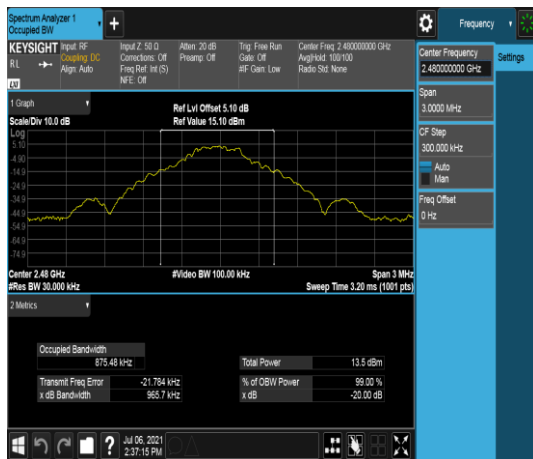 Spectrum Analyzer 1
Occupied BW
Frequency
KEYSIGHT
Input: RF
Coupling: DC
Align: Auto
Input Z: 50 Ω
Corrections: Off
Freq Ref: Int (S)
NFE: Off
Atten: 20 dB
Preamp: Off
Trig: Free Run
Gate: Off
#IF Gain: Low
Center Freq: 2.480000000 GHz
Avg|Hold: 100/100
Radio Std: None
RL
LXI
Center Frequency
2.480000000 GHz
Settings
Span
3.0000 MHz
CF Step
300.000 kHz
Auto
Man
Freq Offset
0 Hz
1 Graph
Scale/Div 10.0 dB
Ref Lvl Offset 5.10 dB
Ref Value 15.10 dBm
Log
5.10
-4.90
-14.9
-24.9
-34.9
-44.9
-54.9
-64.9
-74.9
Center 2.48 GHz
#Video BW 100.00 kHz
Span 3 MHz
#Res BW 30.000 kHz
Sweep Time 3.20 ms (1001 pts)
2 Metrics
Occupied Bandwidth
875.48 kHz
Total Power
13.5 dBm
Transmit Freq Error
-21.784 kHz
% of OBW Power
99.00 %
x dB Bandwidth
965.7 kHz
x dB
-20.00 dB
?
Jul 06, 2021
2:37:15 PM